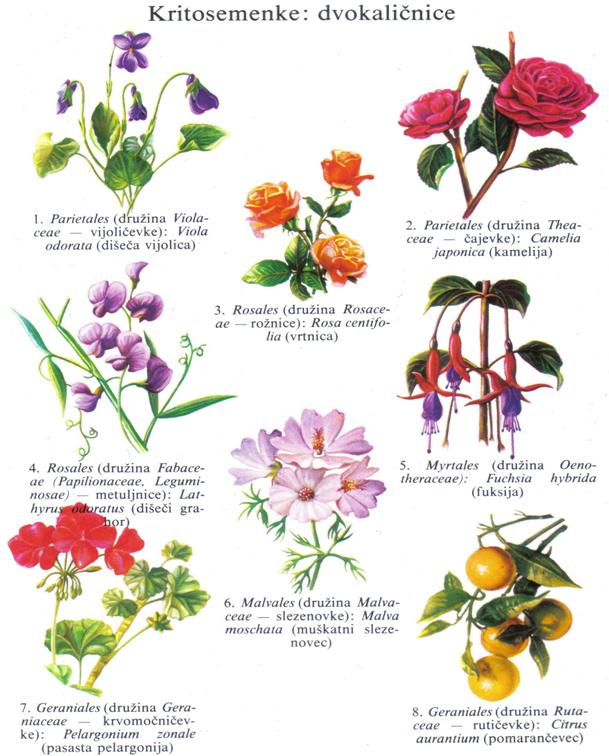 Kritosemenke: dvokaličnice
1. Parietales (družina Viola-
ceae — vijoličevke): Viola
odorata (dišeča vijolica)
2. Parietales (družina Thea-
ceae — čajevke): Camelia
japonica (kamelija)
3. Rosales (družina Rosace-
ae — rožnice): Rosa centifo-
lia (vrtnica)
4. Rosales (družina Fabace-
ae (Papilionaceae, Legumi-
nosae) — metuljnice): Lat-
hyrus odoratus (dišeči gra-
hor)
5. Myrtales (družina Oeno-
theraceae): Fuchsia hybrida
(fuksija)
6. Malvales (družina Malva-
ceae — slezenovke): Malva
moschata (muškatni sleze-
novec)
7. Geraniales (družina Gera-
niaceae — krvomočničev-
ke): Pelargonium zonale
(pasasta pelargonija)
8. Geraniales (družina Ruta-
ceae — rutičevke): Citrus
aurantium (pomarančevec)